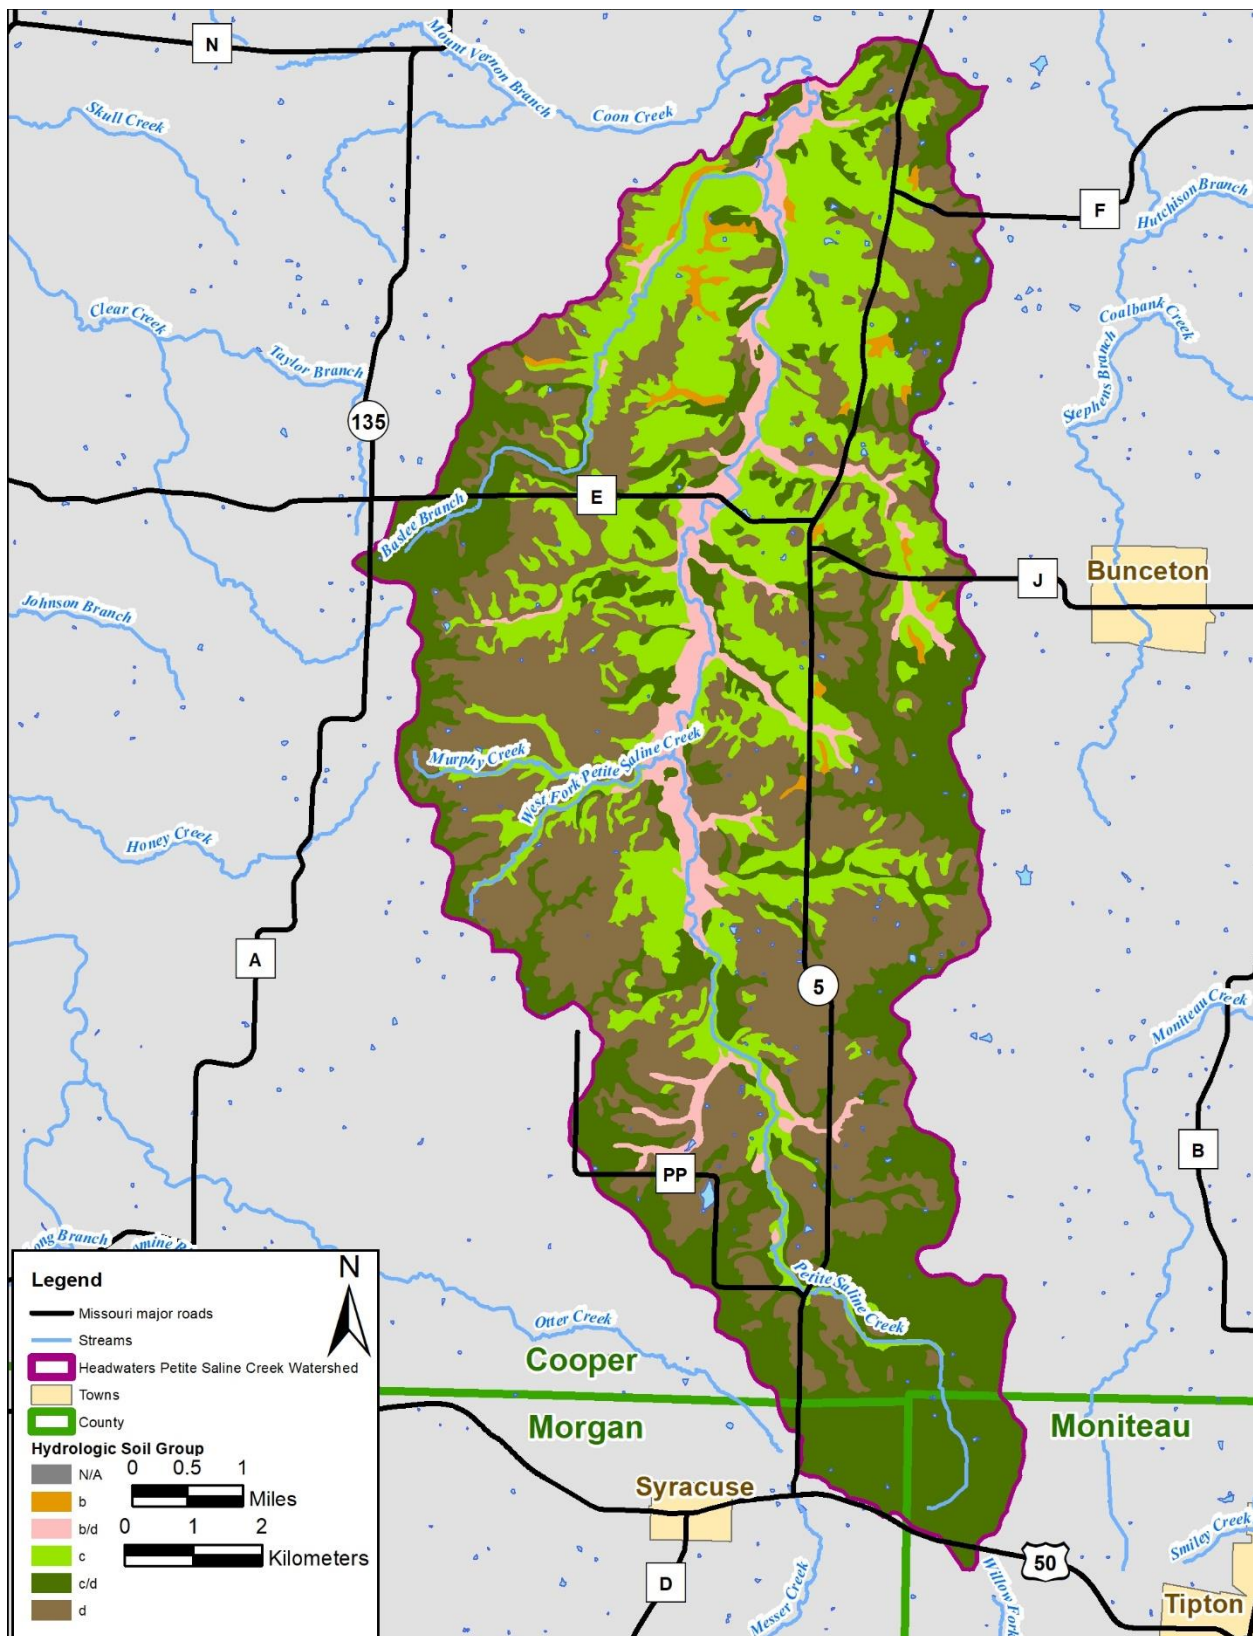 N
Mount Vernon Branch
Skull Creek
Coon Creek
F
Hutchison Branch
Clear Creek
Taylor Branch
Coalbank Creek
Stephens Branch
135
E
Baslee Branch
J
Bunceton
Johnson Branch
Murphy Creek
West Fork Petite Saline Creek
Honey Creek
A
5
Moniteau Creek
B
PP
Petite Saline Creek
Otter Creek
Cooper
Morgan
Moniteau
Syracuse
50
D
Smiley Creek
Messer Creek
Willow Fork
Tipton
Legend
N
Missouri major roads
Streams
Headwaters Petite Saline Creek Watershed
Towns
County
Hydrologic Soil Group
N/A
b
b/d
c
c/d
d
0 0.5 1
Miles
0 1 2
Kilometers